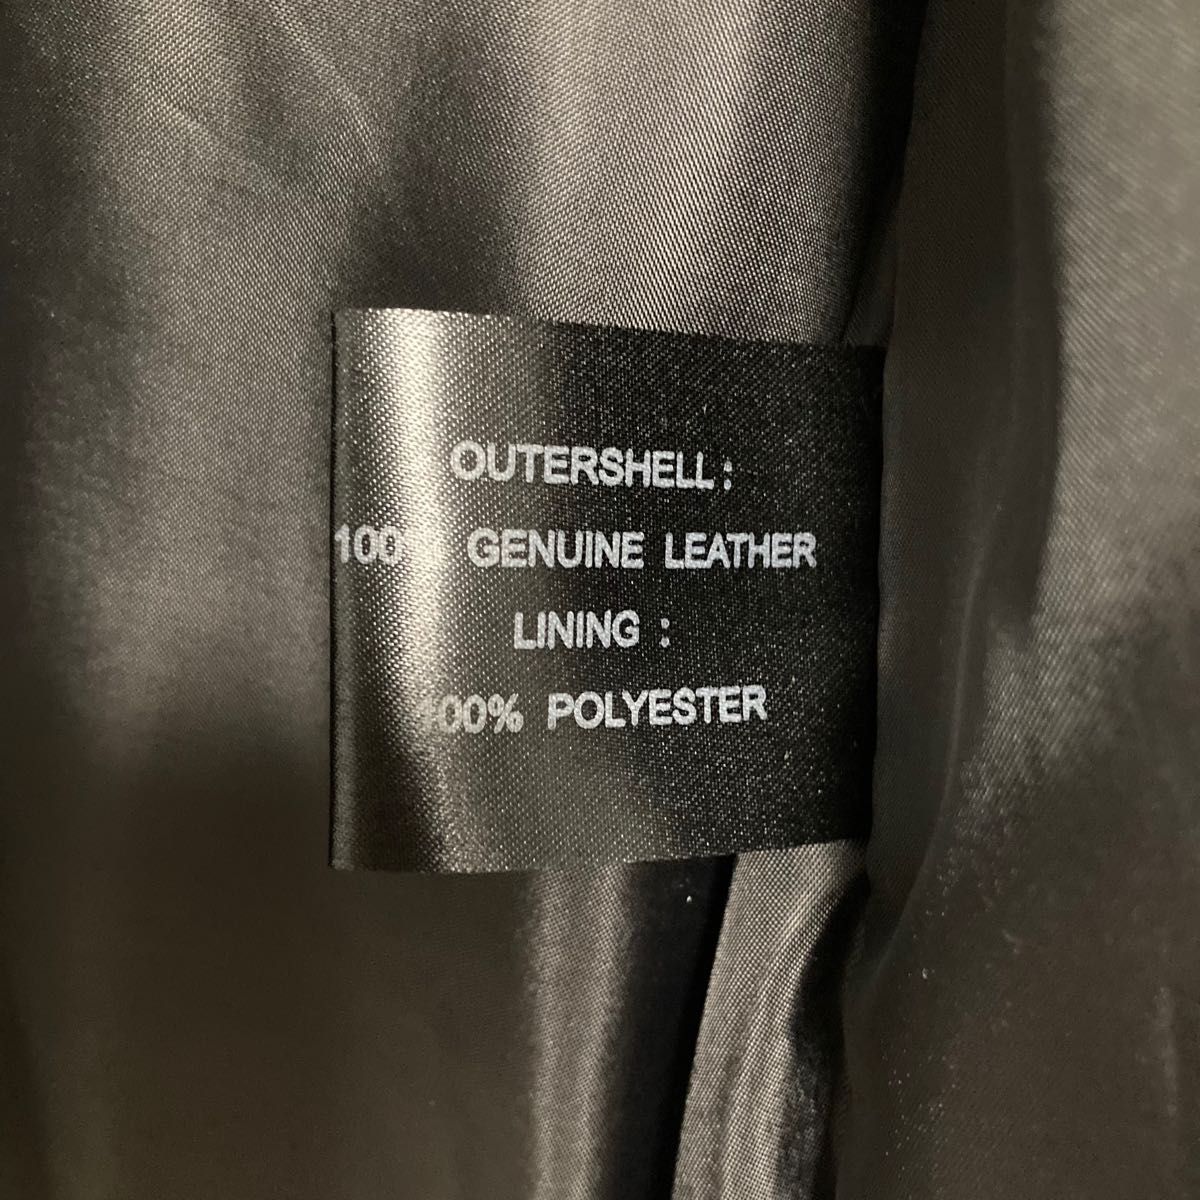 OUTERSHELL :
100% GENUINE LEATHER
LINING :
100% POLYESTER